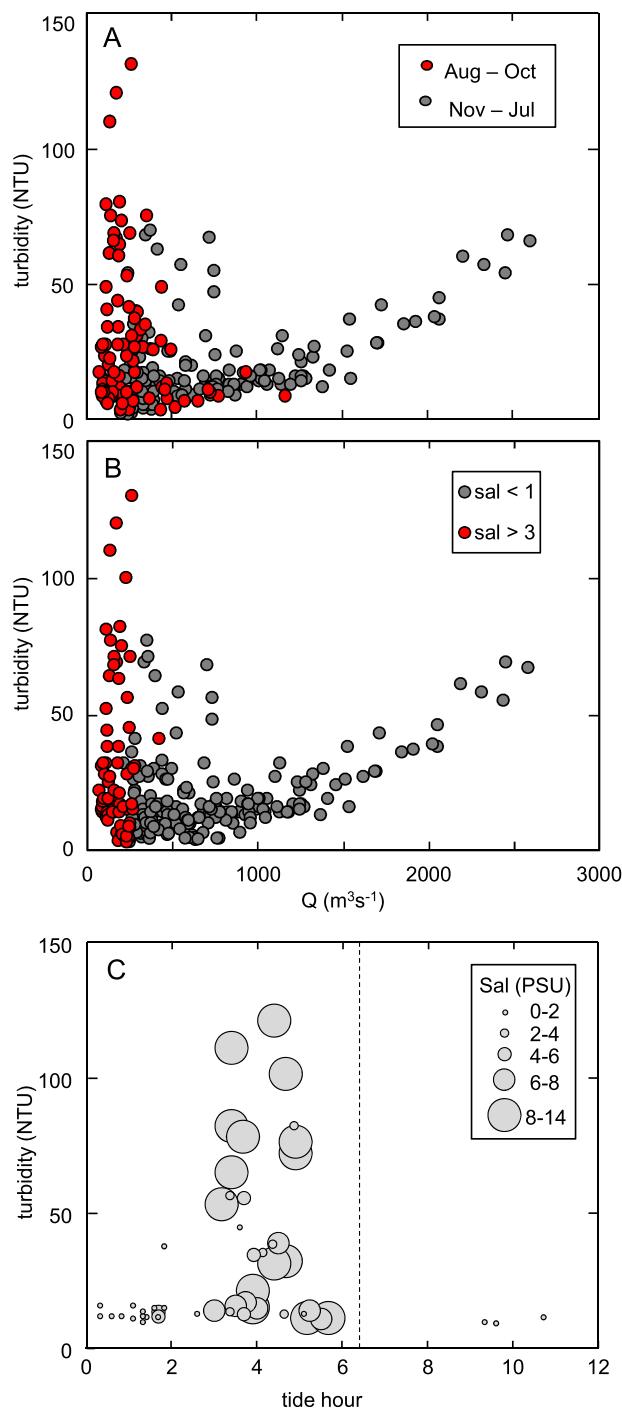 150
A
Aug – Oct
Nov – Jul
100
turbidity (NTU)
50
0
150
B
sal < 1
sal > 3
100
turbidity (NTU)
50
0
0 1000 2000 3000
Q (m³s⁻¹)
150
C
Sal (PSU)
0-2
2-4
4-6
6-8
8-14
100
turbidity (NTU)
50
0
0 2 4 6 8 10 12
tide hour